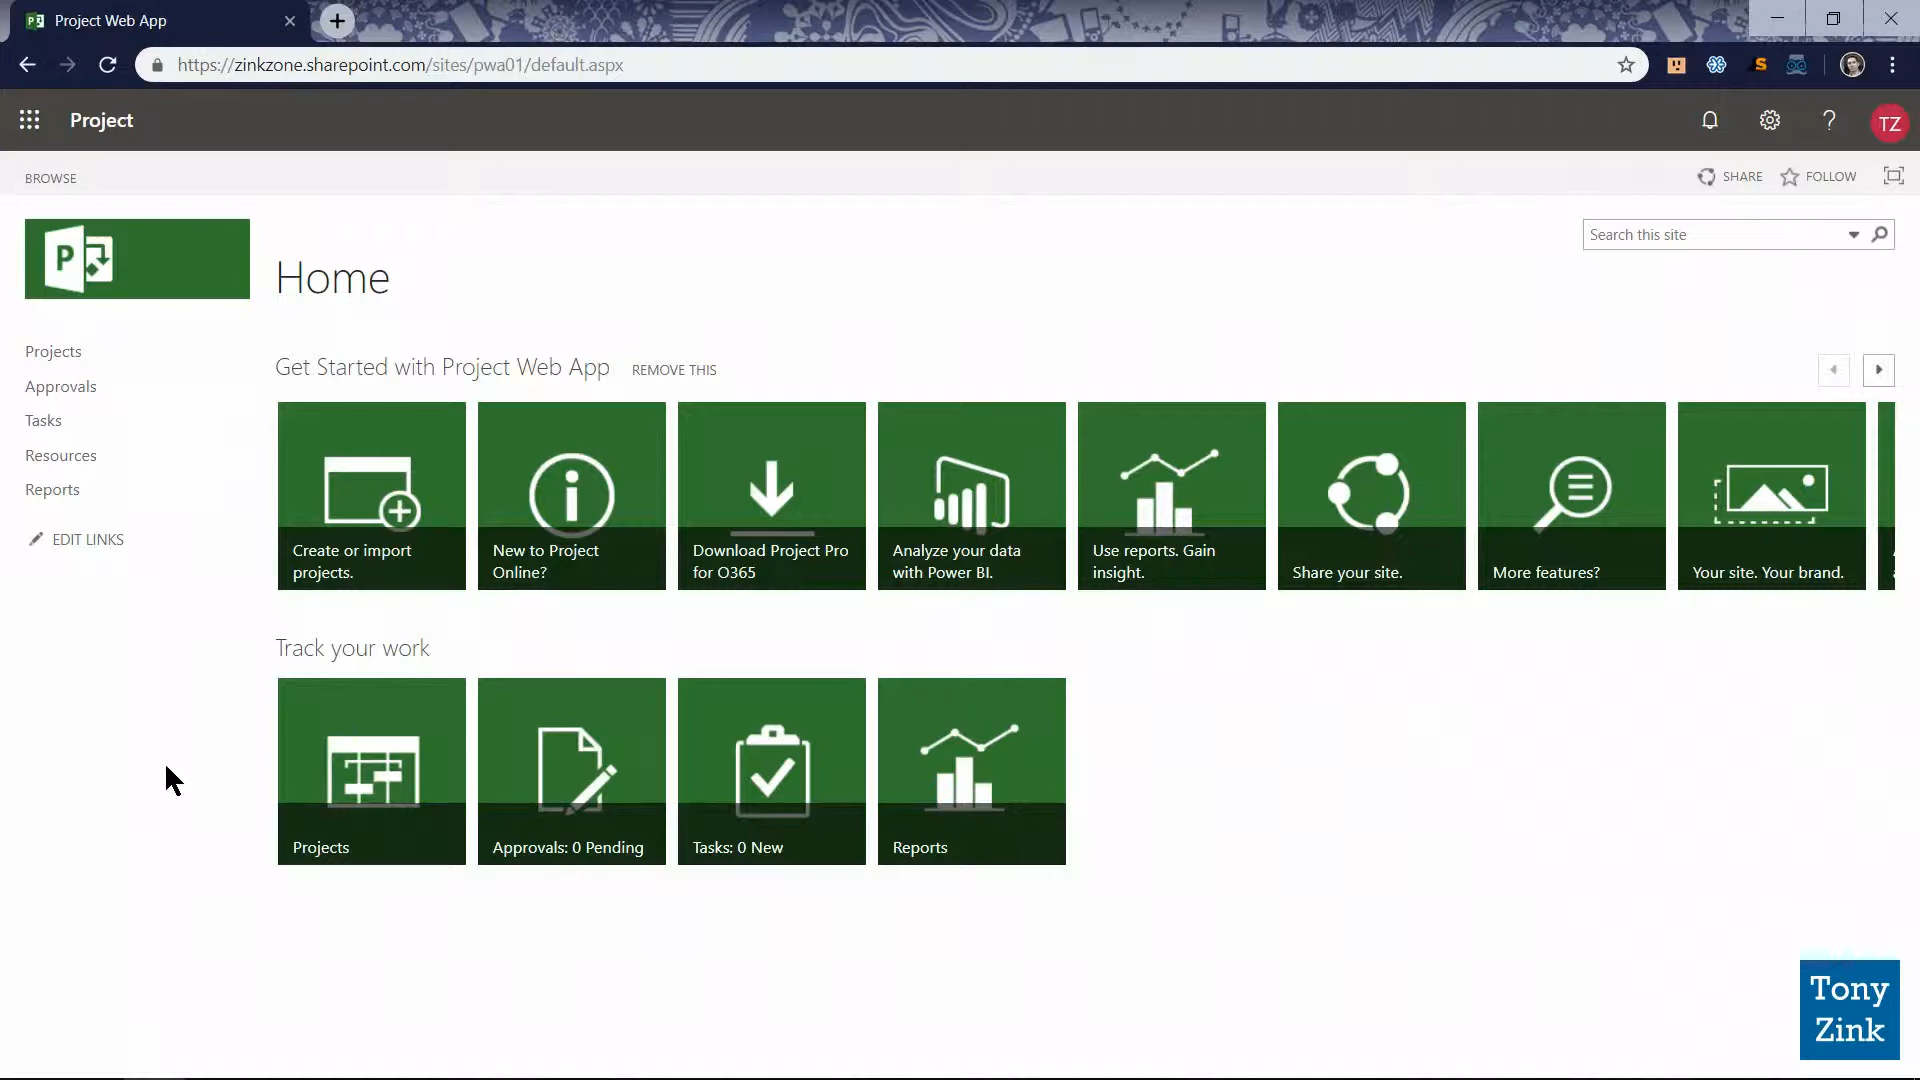 Project Web App
https://zinkzone.sharepoint.com/sites/pwa01/default.aspx
Project
TZ
BROWSE
SHARE
FOLLOW
P
Search this site
Home
Projects
Approvals
Tasks
Resources
Reports
EDIT LINKS
Get Started with Project Web App
REMOVE THIS
Create or import
projects.
New to Project
Online?
Download Project Pro
for O365
Analyze your data
with Power BI.
Use reports. Gain
insight.
Share your site.
More features?
Your site. Your brand.
Track your work
Projects
Approvals: 0 Pending
Tasks: 0 New
Reports
Tony
Zink